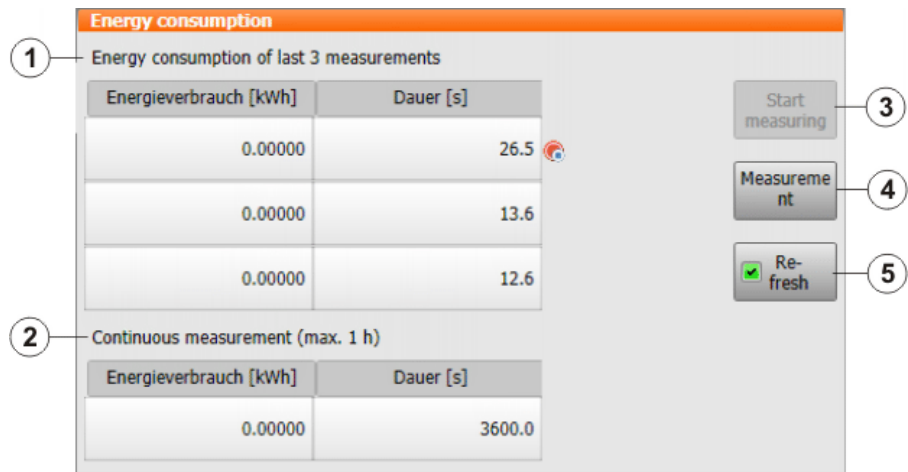 Energy consumption
1
Energy consumption of last 3 measurements
Energieverbrauch [kWh] Dauer [s]
0.00000 26.5
0.00000 13.6
0.00000 12.6
2
Continuous measurement (max. 1 h)
Energieverbrauch [kWh] Dauer [s]
0.00000 3600.0
Start
measuring
3
Measureme
nt
4
Re-
fresh
5